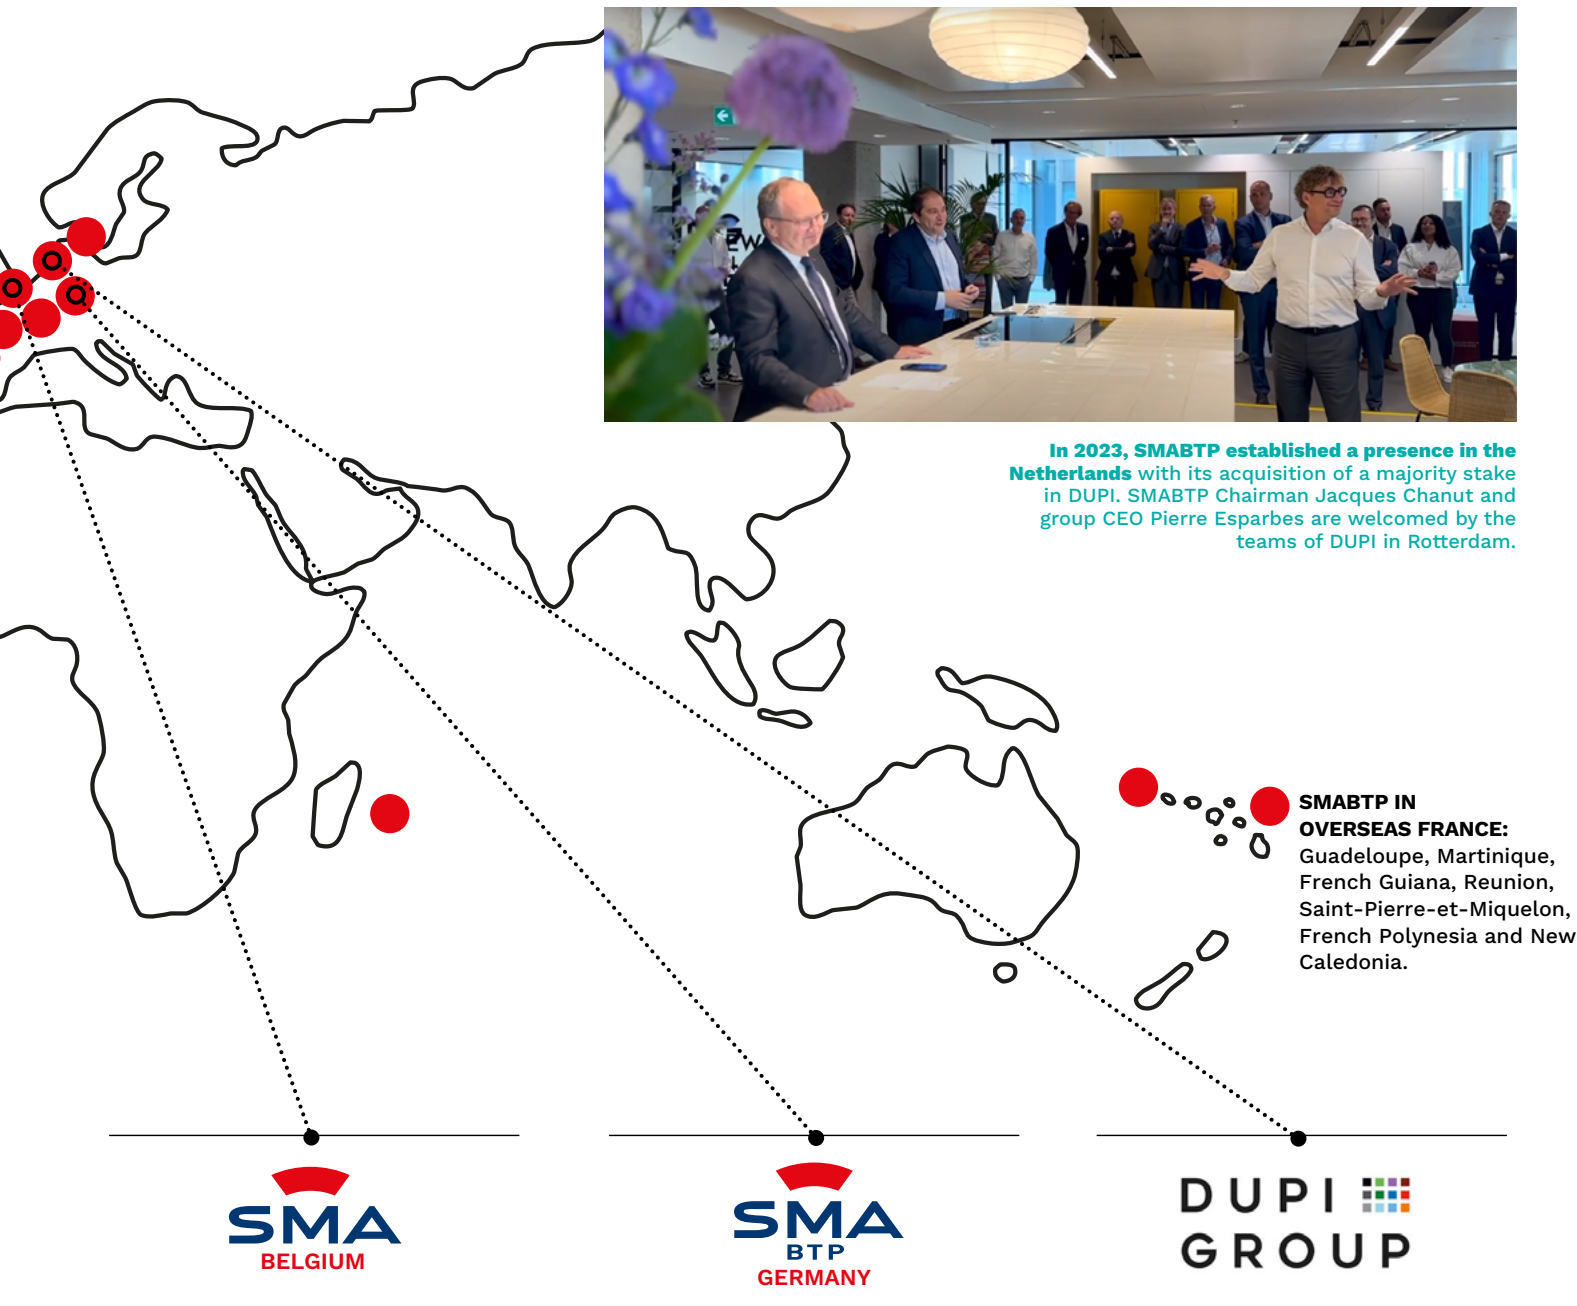 In 2023, SMABTP established a presence in the
Netherlands with its acquisition of a majority stake
in DUPI. SMABTP Chairman Jacques Chanut and
group CEO Pierre Esparbes are welcomed by the
teams of DUPI in Rotterdam.
SMABTP IN
OVERSEAS FRANCE:
Guadeloupe, Martinique,
French Guiana, Reunion,
Saint-Pierre-et-Miquelon,
French Polynesia and New
Caledonia.
SMA
BELGIUM
SMA
BTP
GERMANY
DUPI
GROUP